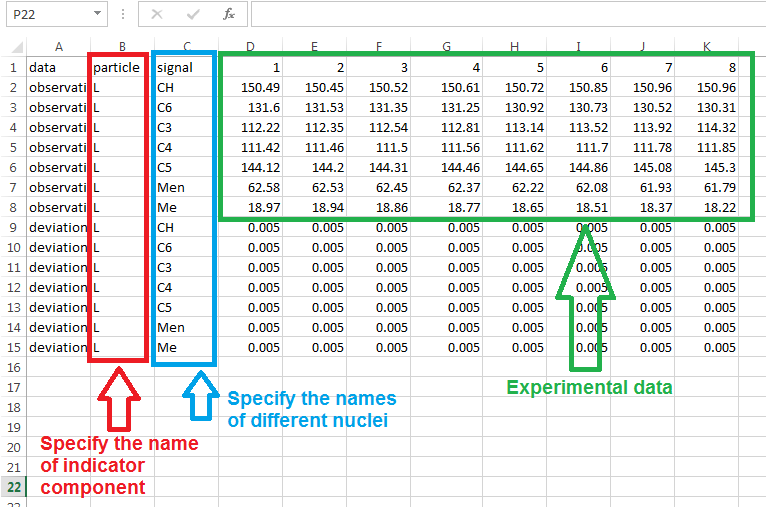 P22 fx
A B C D E F G H I J K
1 data particle signal 1 2 3 4 5 6 7 8
2 observati L CH 150.49 150.45 150.52 150.61 150.72 150.85 150.96 150.96
3 observati L C6 131.6 131.53 131.35 131.25 130.92 130.73 130.52 130.31
4 observati L C3 112.22 112.35 112.54 112.81 113.14 113.52 113.92 114.32
5 observati L C4 111.42 111.46 111.5 111.56 111.62 111.7 111.78 111.85
6 observati L C5 144.12 144.2 144.31 144.46 144.65 144.86 145.08 145.3
7 observati L Men 62.58 62.53 62.45 62.37 62.22 62.08 61.93 61.79
8 observati L Me 18.97 18.94 18.86 18.77 18.65 18.51 18.37 18.22
9 deviation L CH 0.005 0.005 0.005 0.005 0.005 0.005 0.005 0.005
10 deviation L C6 0.005 0.005 0.005 0.005 0.005 0.005 0.005 0.005
11 deviation L C3 0.005 0.005 0.005 0.005 0.005 0.005 0.005 0.005
12 deviation L C4 0.005 0.005 0.005 0.005 0.005 0.005 0.005 0.005
13 deviation L C5 0.005 0.005 0.005 0.005 0.005 0.005 0.005 0.005
14 deviation L Men 0.005 0.005 0.005 0.005 0.005 0.005 0.005 0.005
15 deviation L Me 0.005 0.005 0.005 0.005 0.005 0.005 0.005 0.005
16
17
18
19
20
21
22
Experimental data
Specify the names
of different nuclei
Specify the name
of indicator
component